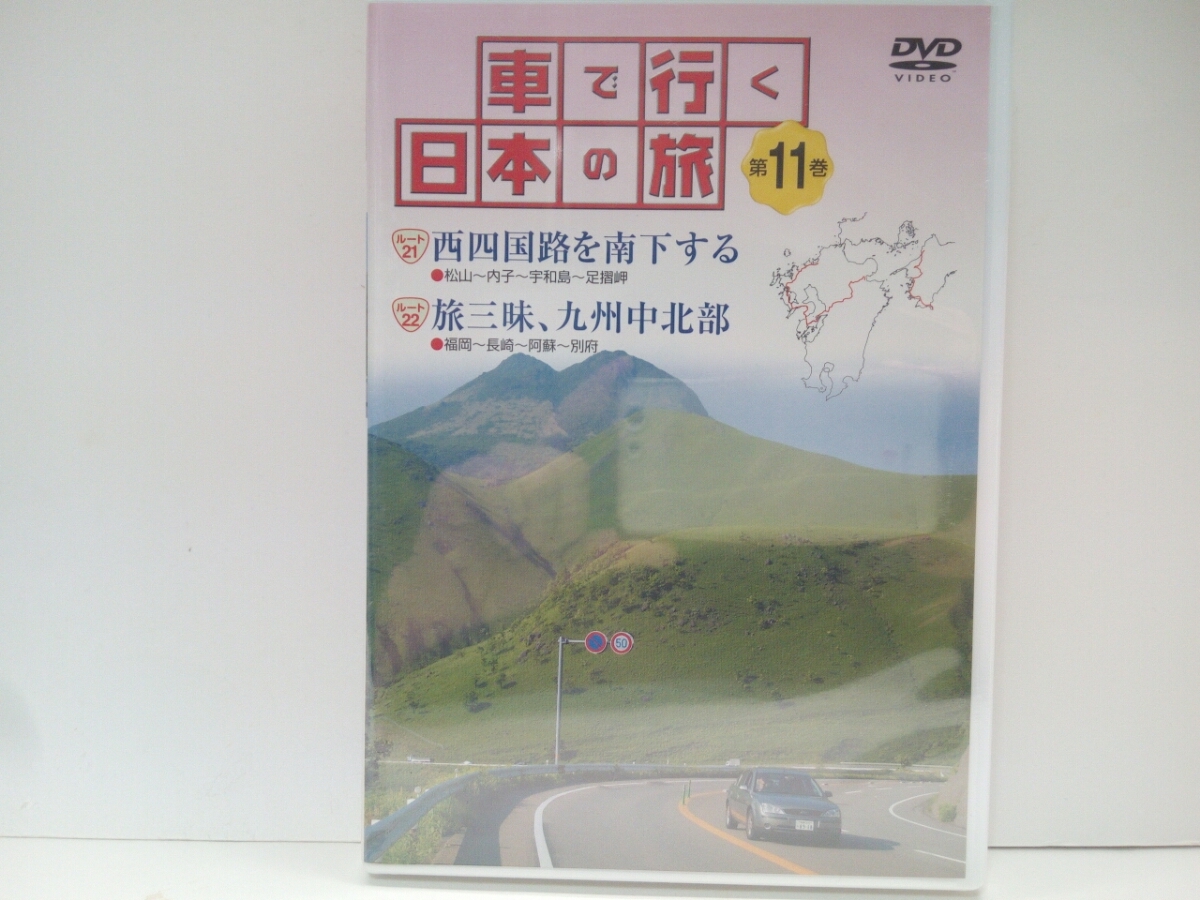 車で行く
日本の旅
第11巻
DVD
VIDEO
ルート
21
西四国路を南下する
●松山～内子～宇和島～足摺岬
ルート
22
旅三昧、九州中北部
●福岡～長崎～阿蘇～別府
50